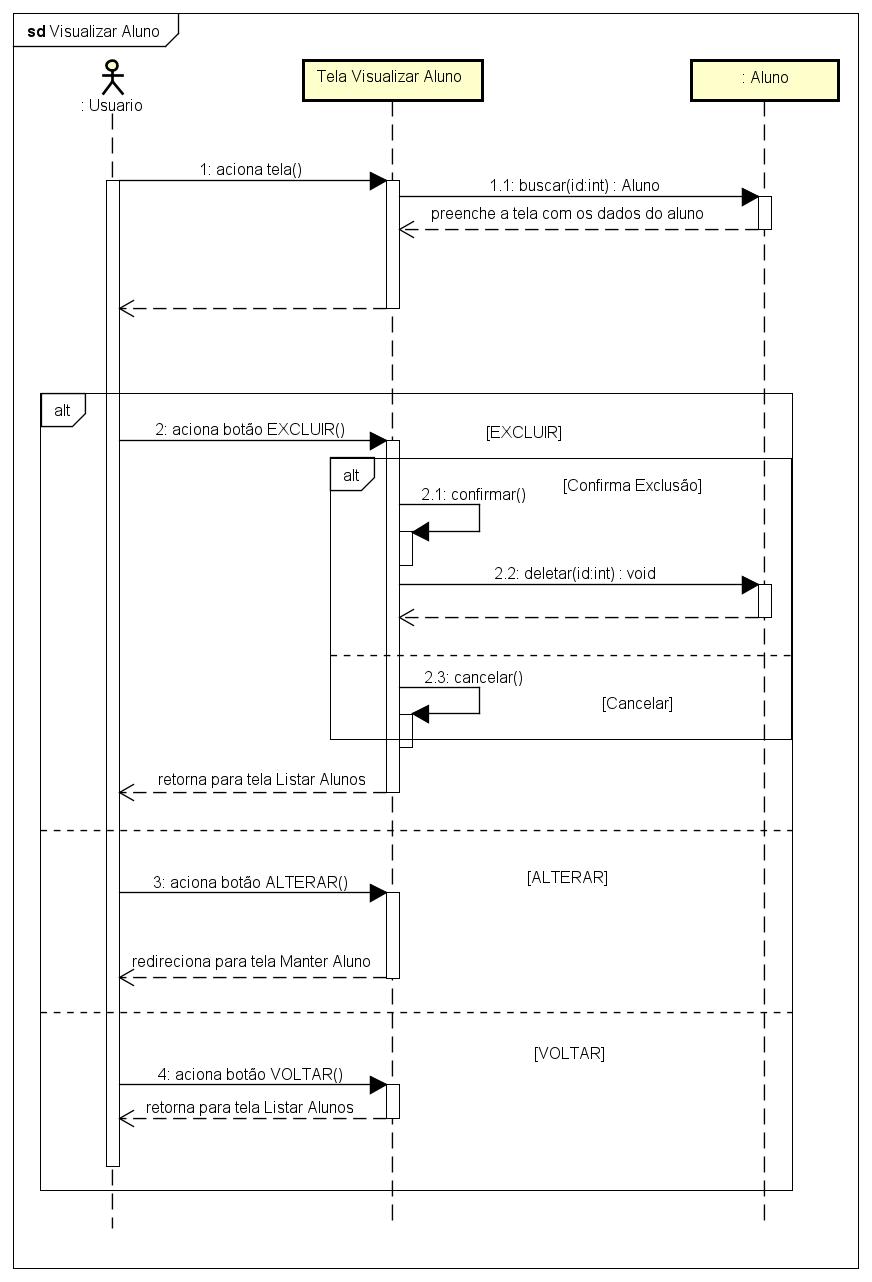 sd Visualizar Aluno
: Usuario
Tela Visualizar Aluno
: Aluno
1: aciona tela()
1.1: buscar(id:int) : Aluno
preenche a tela com os dados do aluno
alt
2: aciona botão EXCLUIR()
[EXCLUIR]
alt
[Confirma Exclusão]
2.1: confirmar()
2.2: deletar(id:int) : void
2.3: cancelar()
[Cancelar]
retorna para tela Listar Alunos
3: aciona botão ALTERAR()
[ALTERAR]
redireciona para tela Manter Aluno
[VOLTAR]
4: aciona botão VOLTAR()
retorna para tela Listar Alunos